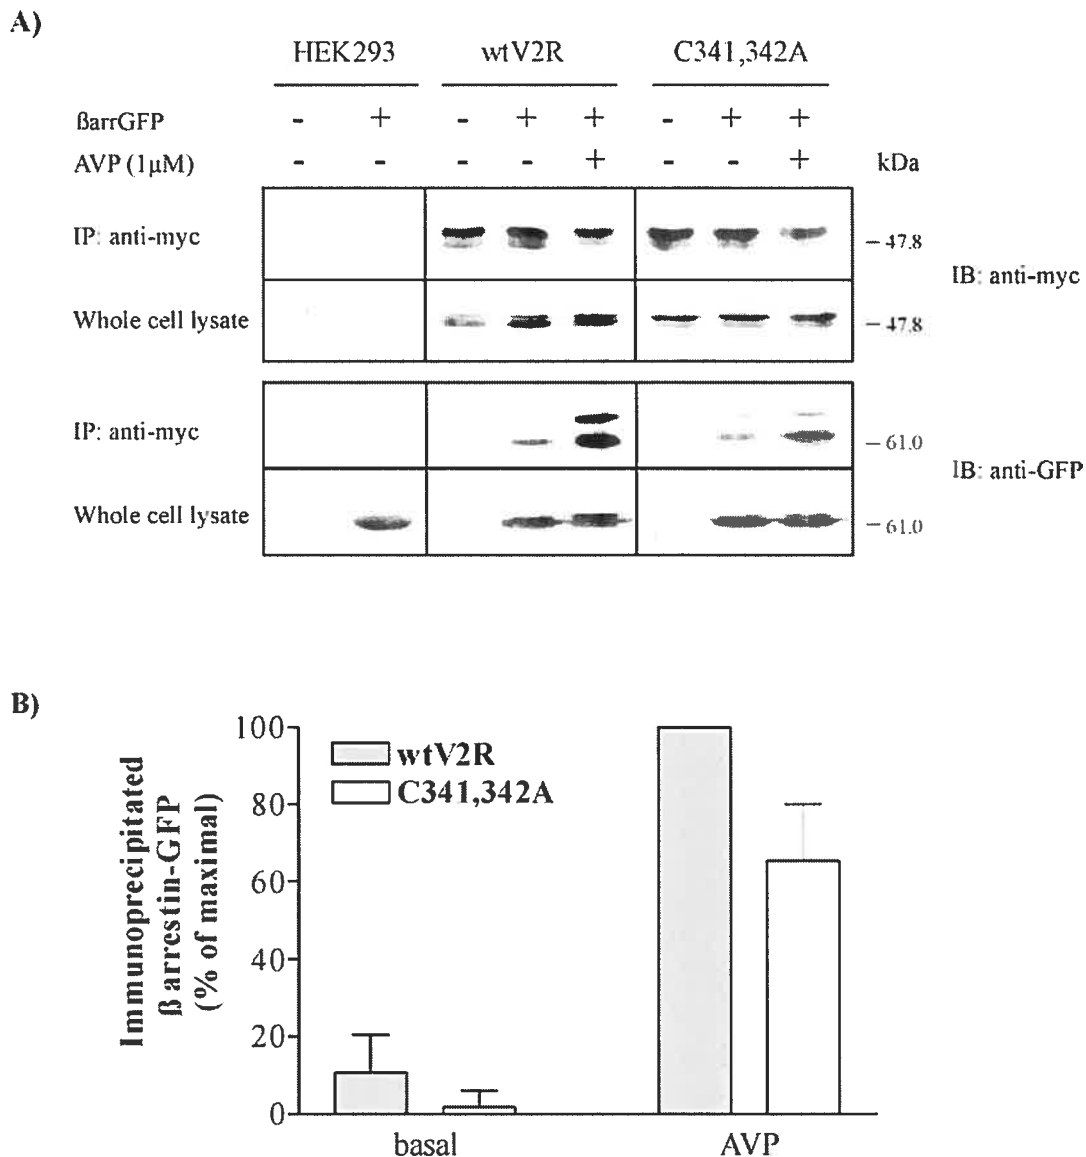 A)
HEK293 wtV2R C341,342A
ßarrGFP - + - + + - + +
AVP (1µM) - - - - + - - + kDa
IP: anti-myc – 47.8
IB: anti-myc
Whole cell lysate – 47.8
IP: anti-myc – 61.0
IB: anti-GFP
Whole cell lysate – 61.0
B)
Immunoprecipitated
ß arrestin-GFP
(% of maximal)
100
80
60
40
20
0
wtV2R
C341,342A
basal AVP